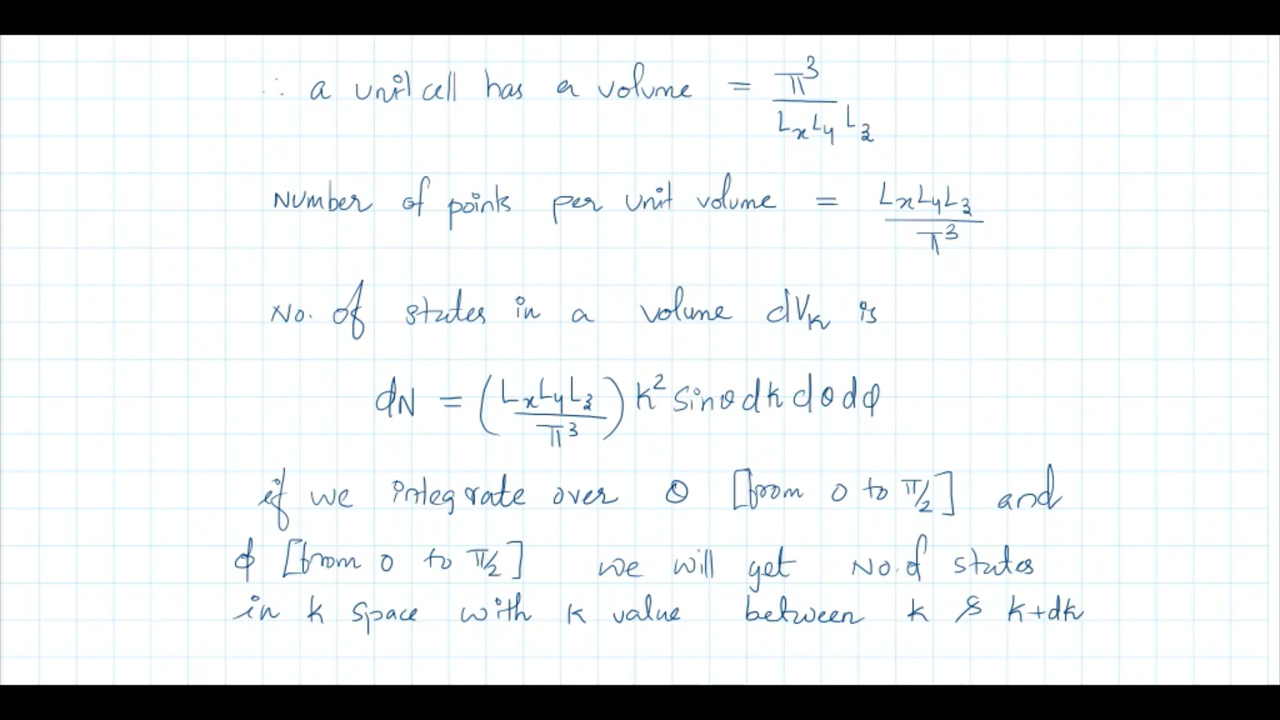 ∴ a unit cell has a volume = π³ / LxLyLz
Number of points per unit volume = LxLyLz / π³
No. of states in a volume dVk is
dN = (LxLyLz / π³) k² sinθ dk dθ dφ
if we integrate over θ [from 0 to π/2] and
φ [from 0 to π/2] we will get No. of states
in k space with k value between k & k+dk